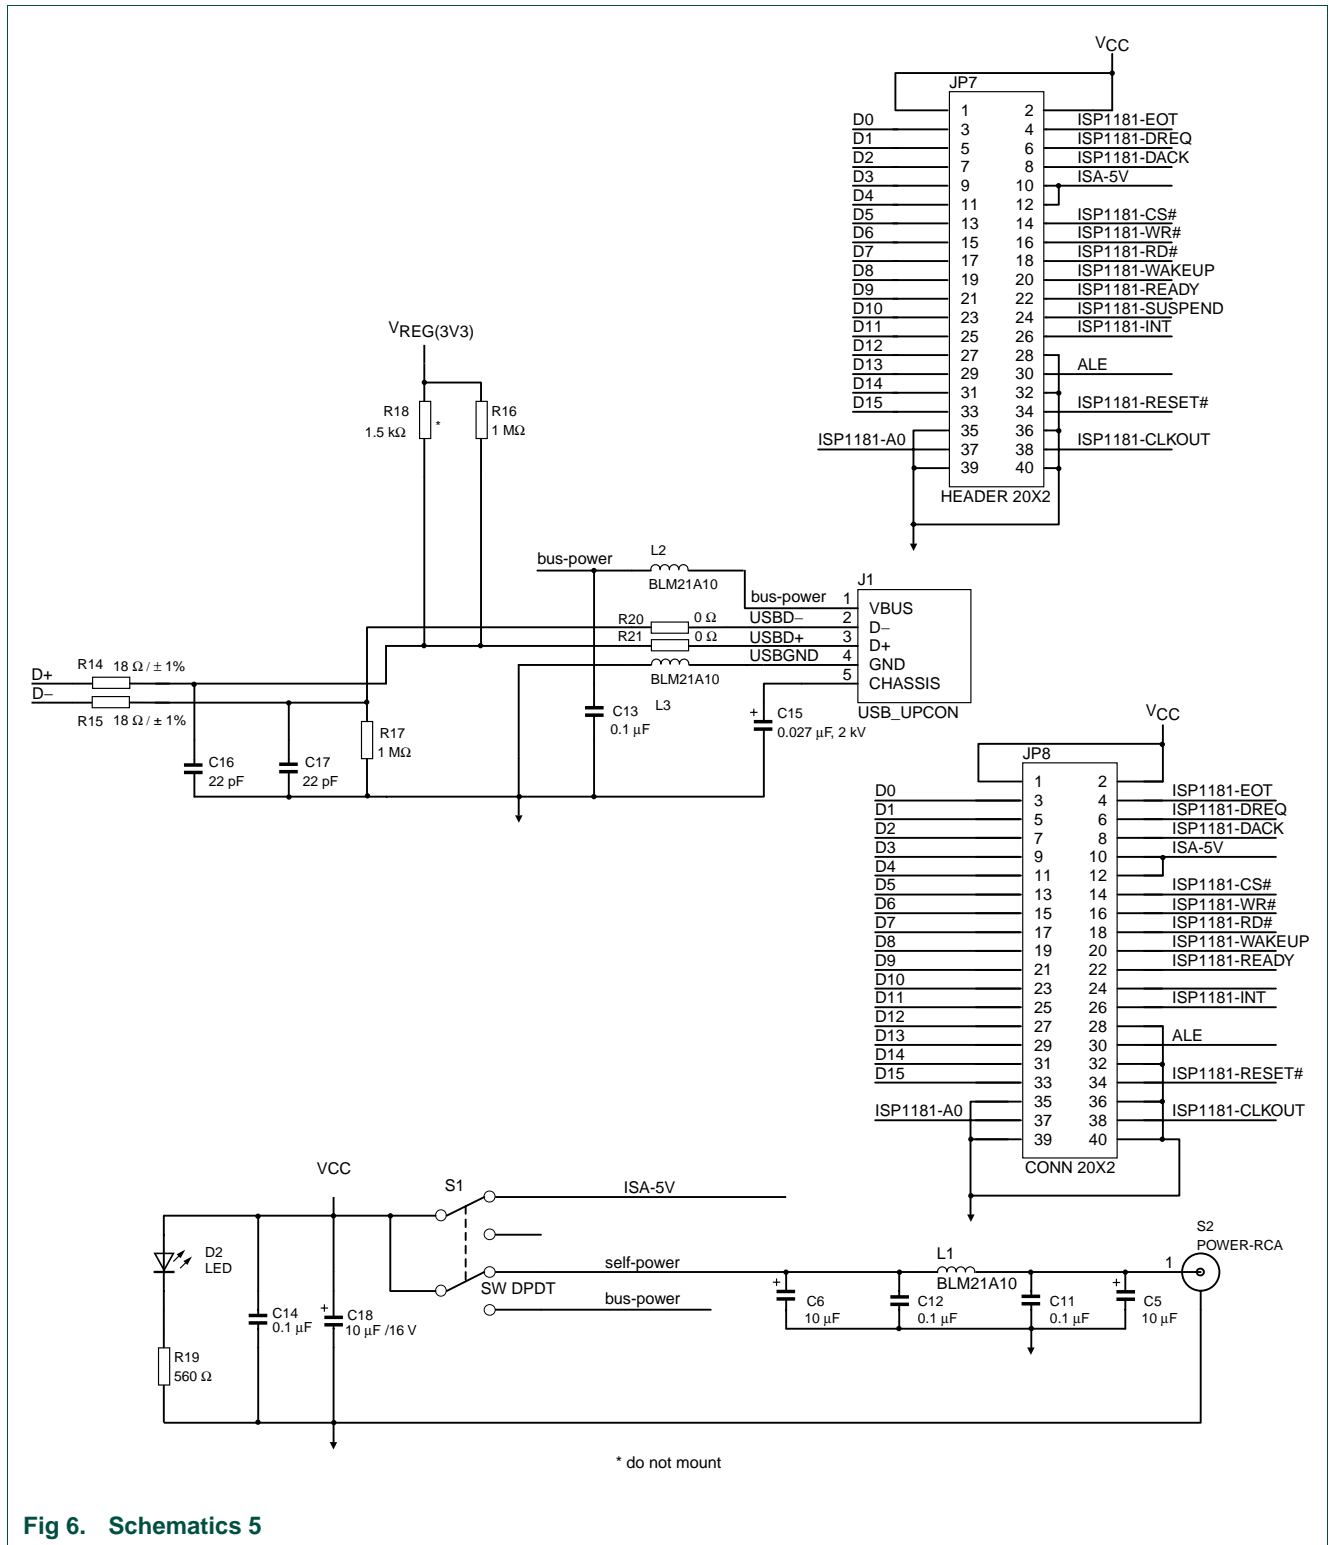 VCC
JP7
1 2
D0 3 4 ISP1181-EOT
D1 5 6 ISP1181-DREQ
D2 7 8 ISP1181-DACK
D3 9 10 ISA-5V
D4 11 12
D5 13 14 ISP1181-CS#
D6 15 16 ISP1181-WR#
D7 17 18 ISP1181-RD#
D8 19 20 ISP1181-WAKEUP
D9 21 22 ISP1181-READY
D10 23 24 ISP1181-SUSPEND
D11 25 26 ISP1181-INT
D12 27 28
D13 29 30 ALE
D14 31 32
D15 33 34 ISP1181-RESET#
35 36
ISP1181-A0 37 38 ISP1181-CLKOUT
39 40
HEADER 20X2
VREG(3V3)
R18
1.5 kΩ
*
R16
1 MΩ
bus-power
L2
BLM21A10
J1
bus-power 1 VBUS
R20 0 Ω USBD− 2 D−
R21 0 Ω USBD+ 3 D+
USBGND 4 GND
BLM21A10
L3
5 CHASSIS
USB_UPCON
D+
R14 18 Ω / ± 1%
D−
R15 18 Ω / ± 1%
R17
1 MΩ
C16
22 pF
C17
22 pF
C13
0.1 µF
+ C15
0.027 µF, 2 kV
VCC
JP8
1 2
D0 3 4 ISP1181-EOT
D1 5 6 ISP1181-DREQ
D2 7 8 ISP1181-DACK
D3 9 10 ISA-5V
D4 11 12
D5 13 14 ISP1181-CS#
D6 15 16 ISP1181-WR#
D7 17 18 ISP1181-RD#
D8 19 20 ISP1181-WAKEUP
D9 21 22 ISP1181-READY
D10 23 24
D11 25 26 ISP1181-INT
D12 27 28
D13 29 30 ALE
D14 31 32
D15 33 34 ISP1181-RESET#
35 36
ISP1181-A0 37 38 ISP1181-CLKOUT
39 40
CONN 20X2
VCC
S1
ISA-5V
self-power
SW DPDT
bus-power
D2
LED
R19
560 Ω
C14
0.1 µF
+
C18
10 µF /16 V
+
C6
10 µF
C12
0.1 µF
L1
BLM21A10
C11
0.1 µF
+
C5
10 µF
S2
POWER-RCA
1
* do not mount
Fig 6. Schematics 5